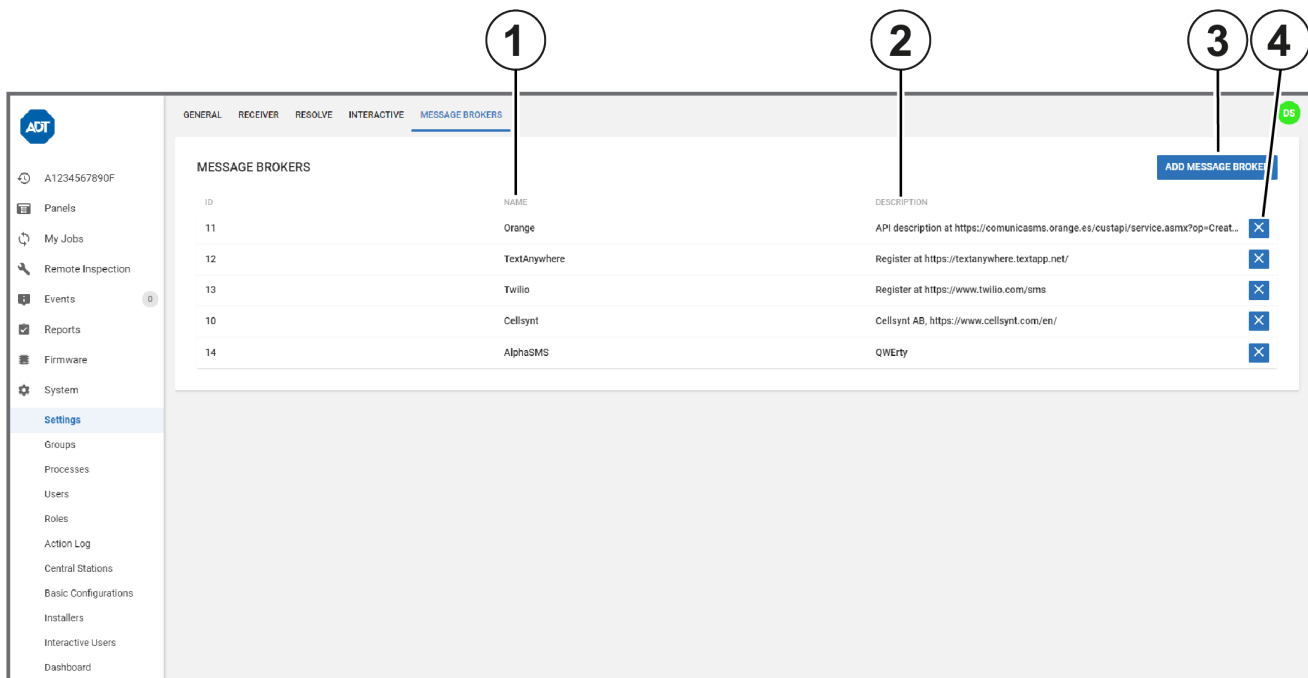 1
2
3
4
ADT
GENERAL RECEIVER RESOLVE INTERACTIVE MESSAGE BROKERS
DS
A1234567890F
Panels
My Jobs
Remote Inspection
Events 0
Reports
Firmware
System
Settings
Groups
Processes
Users
Roles
Action Log
Central Stations
Basic Configurations
Installers
Interactive Users
Dashboard
MESSAGE BROKERS
ADD MESSAGE BROKER
ID NAME DESCRIPTION
11 Orange API description at https://comunicasms.orange.es/custapi/service.asmx?op=Creat...
12 TextAnywhere Register at https://textanywhere.textapp.net/
13 Twilio Register at https://www.twilio.com/sms
10 Cellsynt Cellsynt AB, https://www.cellsynt.com/en/
14 AlphaSMS QWErty